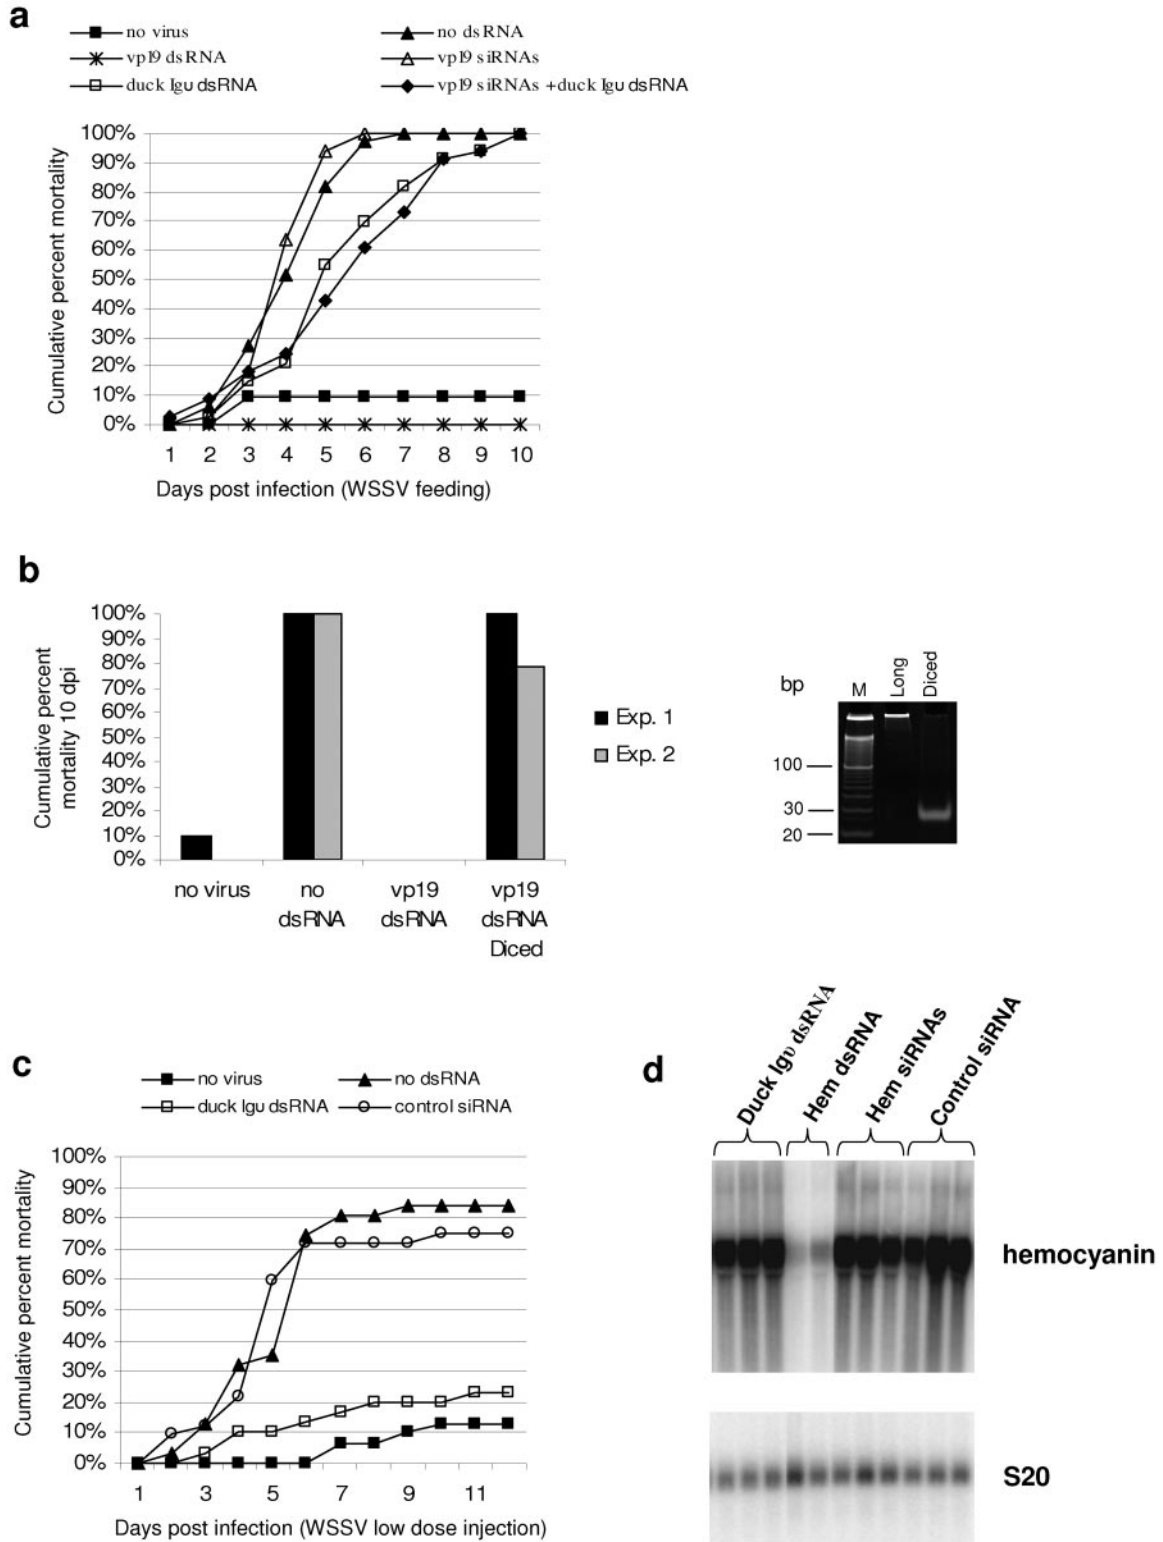 a
no virus
no dsRNA
vp19 dsRNA
vp19 siRNAs
duck Igυ dsRNA
vp19 siRNAs +duck Igυ dsRNA
Cumulative percent mortality
100%
90%
80%
70%
60%
50%
40%
30%
20%
10%
0%
1 2 3 4 5 6 7 8 9 10
Days post infection (WSSV feeding)
b
Cumulative percent
mortality 10 dpi
100%
90%
80%
70%
60%
50%
40%
30%
20%
10%
0%
no virus
no
dsRNA
vp19
dsRNA
vp19
dsRNA
Diced
Exp. 1
Exp. 2
bp
M
Long
Diced
100
30
20
c
no virus
no dsRNA
duck Igυ dsRNA
control siRNA
Cumulative percent mortality
100%
90%
80%
70%
60%
50%
40%
30%
20%
10%
0%
1 3 5 7 9 11
Days post infection (WSSV low dose injection)
d
Duck Igυ dsRNA
Hem dsRNA
Hem siRNAs
Control siRNA
hemocyanin
S20